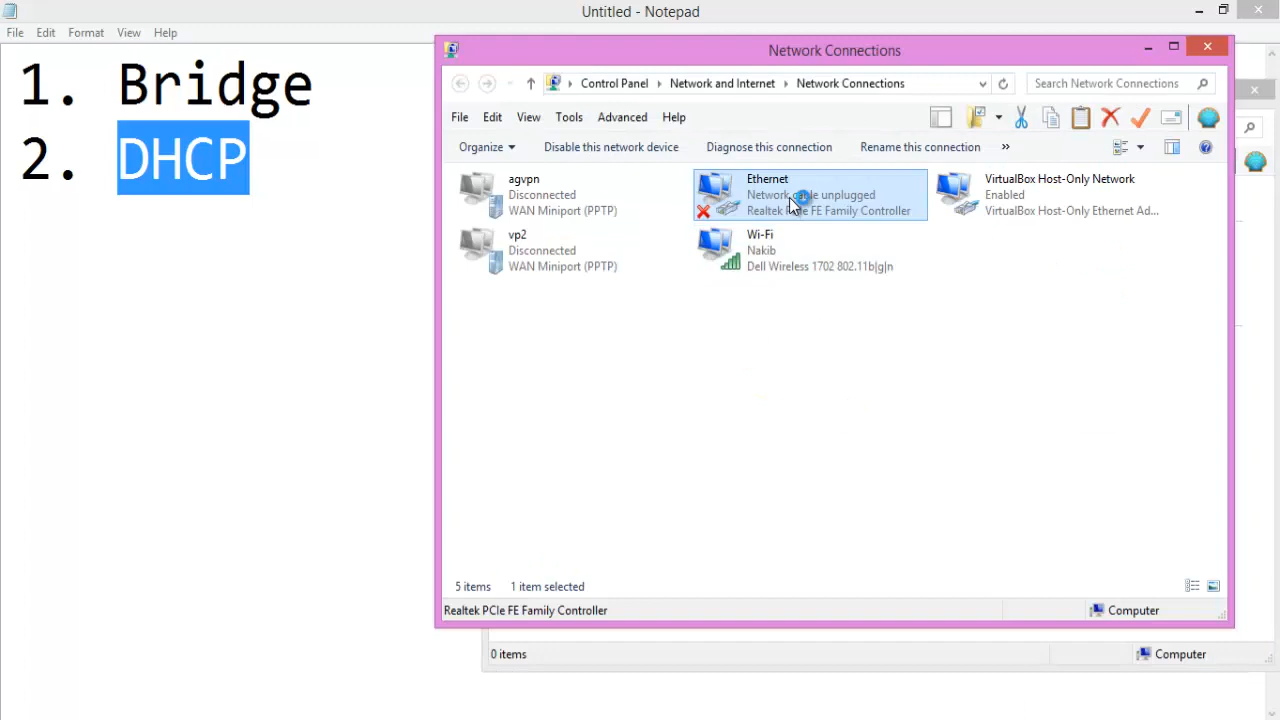 Untitled - Notepad
File Edit Format View Help
1. Bridge
2. DHCP
Network Connections
Control Panel Network and Internet Network Connections
Search Network Connections
File Edit View Tools Advanced Help
Organize Disable this network device Diagnose this connection Rename this connection »
agvpn
Disconnected
WAN Miniport (PPTP)
Ethernet
Network cable unplugged
Realtek PCIe FE Family Controller
VirtualBox Host-Only Network
Enabled
VirtualBox Host-Only Ethernet Ad...
vp2
Disconnected
WAN Miniport (PPTP)
Wi-Fi
Nakib
Dell Wireless 1702 802.11b|g|n
5 items 1 item selected
Realtek PCIe FE Family Controller
Computer
0 items
Computer